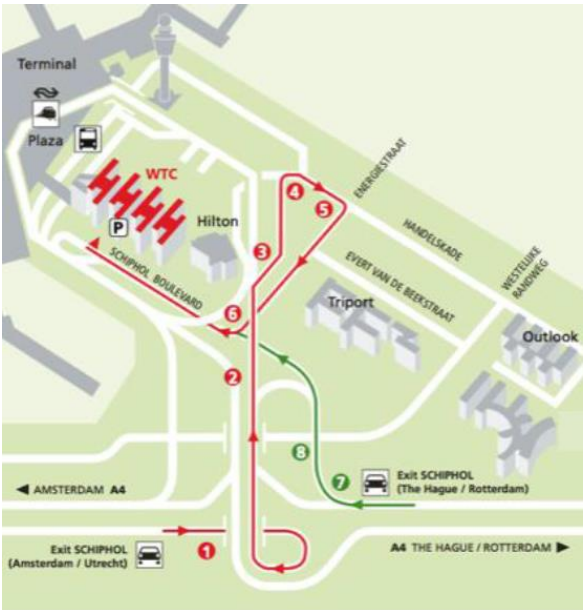 Terminal
Plaza
WTC
P
Hilton
SCHIPHOL BOULEVARD
ENERGIESTRAAT
HANDELSKADE
EVERT VAN DE BEEKSTRAAT
WESTELIJKE
RANDWEG
Triport
Outlook
4
5
3
6
2
8
7
Exit SCHIPHOL
(The Hague / Rotterdam)
AMSTERDAM A4
1
Exit SCHIPHOL
(Amsterdam / Utrecht)
A4 THE HAGUE / ROTTERDAM